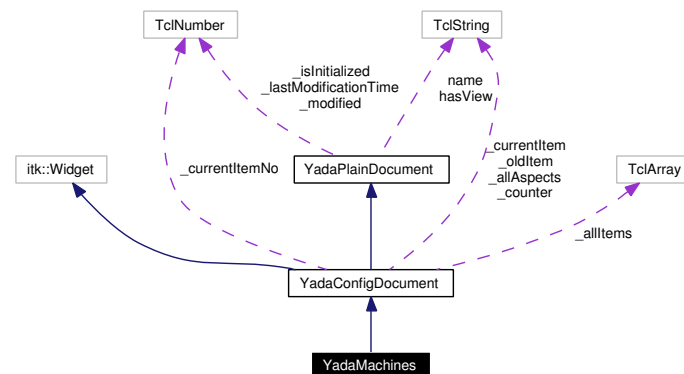 TclNumber
TclString
_isInitialized
_lastModificationTime
_modified
name
hasView
_currentItemNo
_currentItem
_oldItem
_allAspects
_counter
itk::Widget
YadaPlainDocument
TclArray
_allItems
YadaConfigDocument
YadaMachines